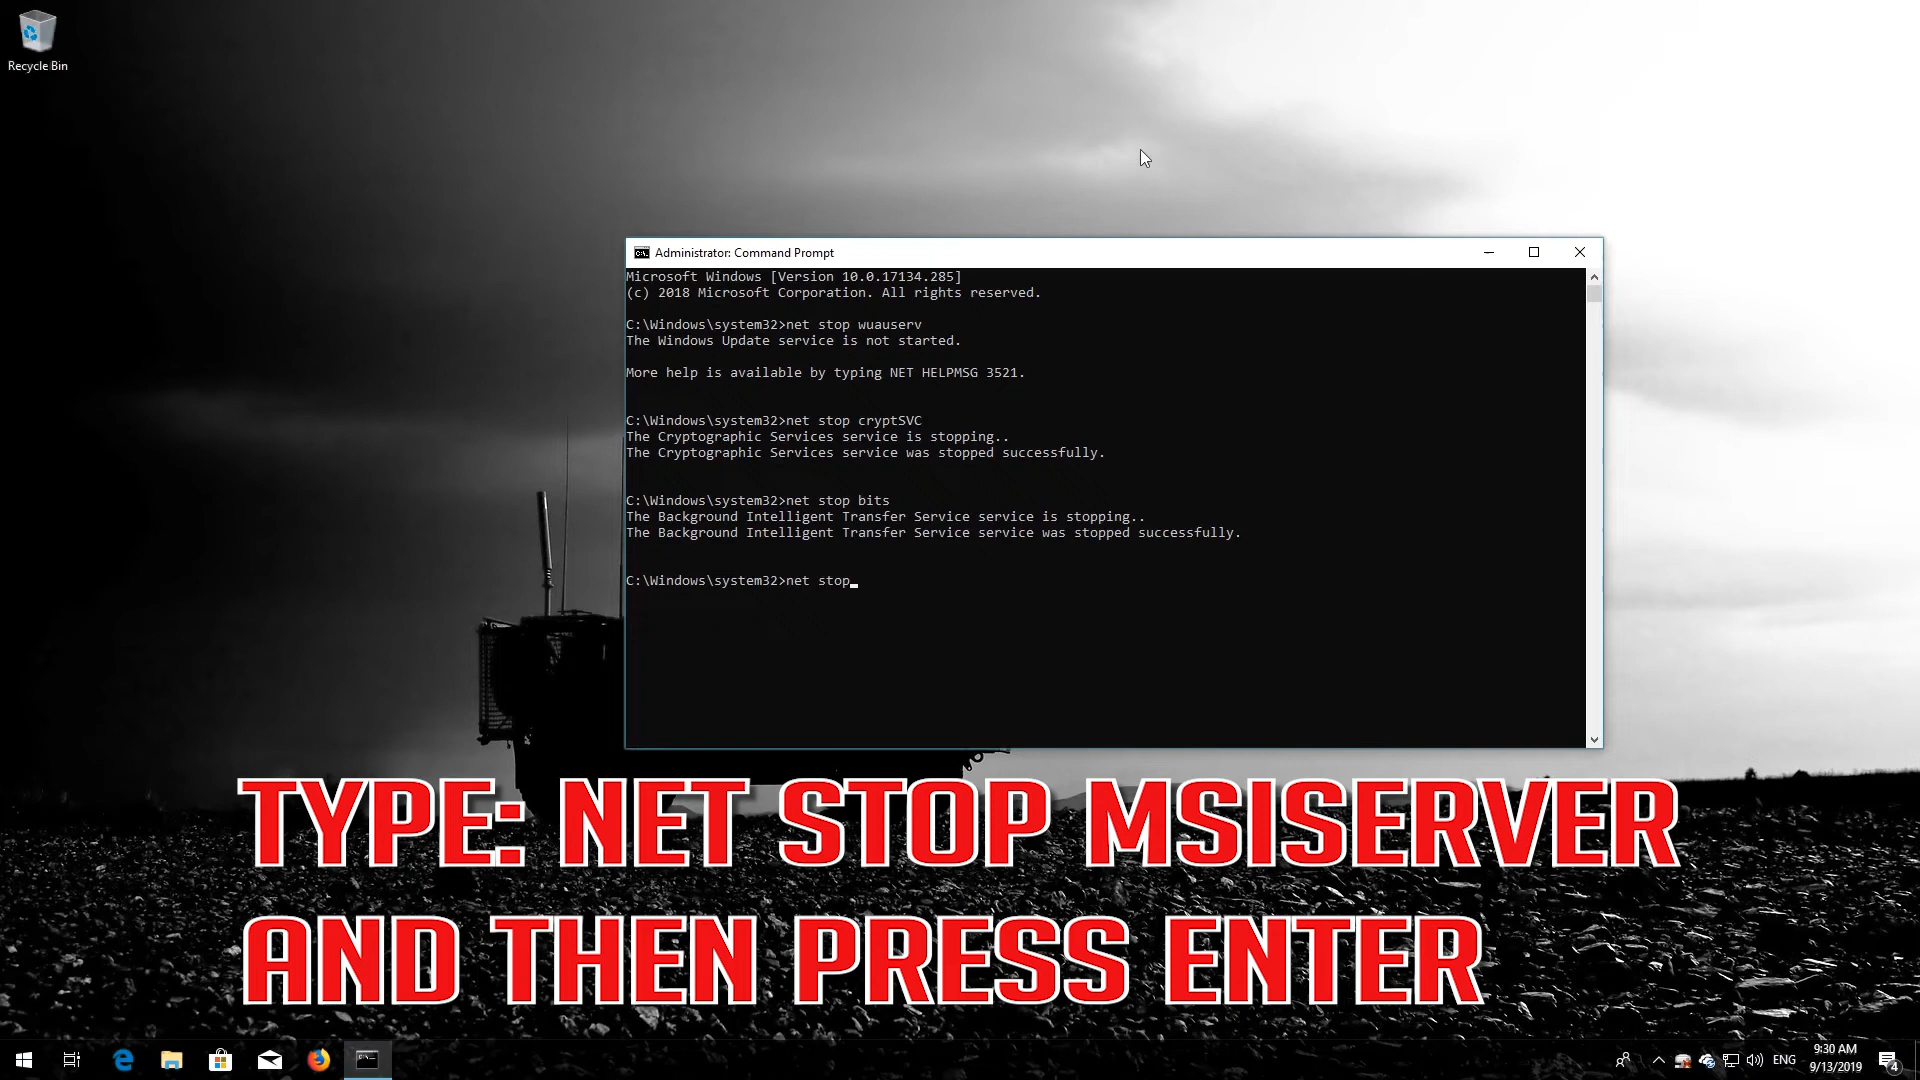 Recycle Bin
Administrator: Command Prompt
Microsoft Windows [Version 10.0.17134.285]
(c) 2018 Microsoft Corporation. All rights reserved.
C:\Windows\system32>net stop wuauserv
The Windows Update service is not started.
More help is available by typing NET HELPMSG 3521.
C:\Windows\system32>net stop cryptSVC
The Cryptographic Services service is stopping..
The Cryptographic Services service was stopped successfully.
C:\Windows\system32>net stop bits
The Background Intelligent Transfer Service service is stopping..
The Background Intelligent Transfer Service service was stopped successfully.
C:\Windows\system32>net stop
TYPE: NET STOP MSISERVER
AND THEN PRESS ENTER
ENG
9:30 AM
9/13/2019
4